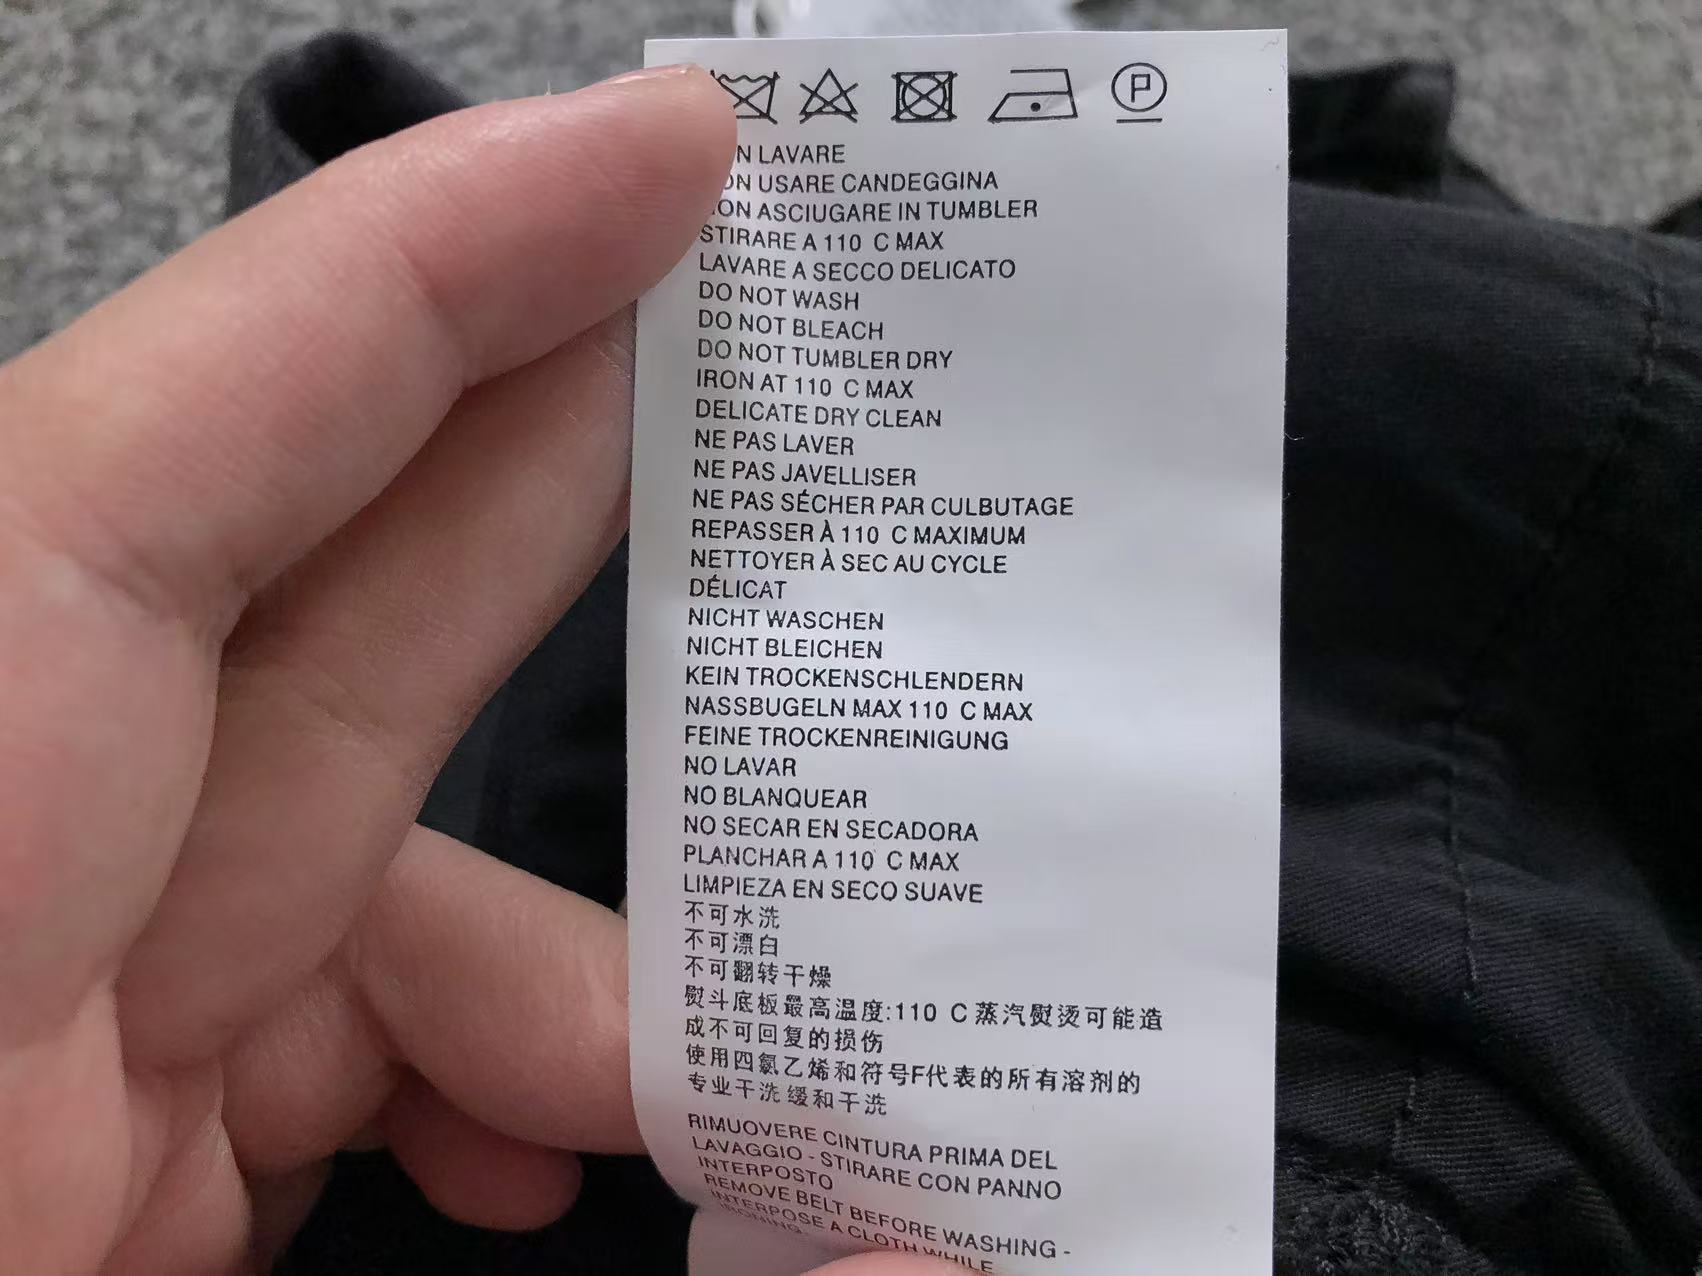 P
LAVARE
USARE CANDEGGINA
ASCIUGARE IN TUMBLER
STIRARE A 110 C MAX
LAVARE A SECCO DELICATO
DO NOT WASH
DO NOT BLEACH
DO NOT TUMBLER DRY
IRON AT 110 C MAX
DELICATE DRY CLEAN
NE PAS LAVER
NE PAS JAVELLISER
NE PAS SÉCHER PAR CULBUTAGE
REPASSER À 110 C MAXIMUM
NETTOYER À SEC AU CYCLE
DÉLICAT
NICHT WASCHEN
NICHT BLEICHEN
KEIN TROCKENSCHLENDERN
NASSBUGELN MAX 110 C MAX
FEINE TROCKENREINIGUNG
NO LAVAR
NO BLANQUEAR
NO SECAR EN SECADORA
PLANCHAR A 110 C MAX
LIMPIEZA EN SECO SUAVE
不可水洗
不可漂白
不可翻转干燥
熨斗底板最高温度:110 C 蒸汽熨烫可能造
成不可回复的损伤
使用四氯乙烯和符号F代表的所有溶剂的
专业干洗缓和干洗
RIMUOVERE CINTURA PRIMA DEL
LAVAGGIO - STIRARE CON PANNO
INTERPOSTO
REMOVE BELT BEFORE WASHING -
INTERPOSE A CLOTH WHILE
IRONING